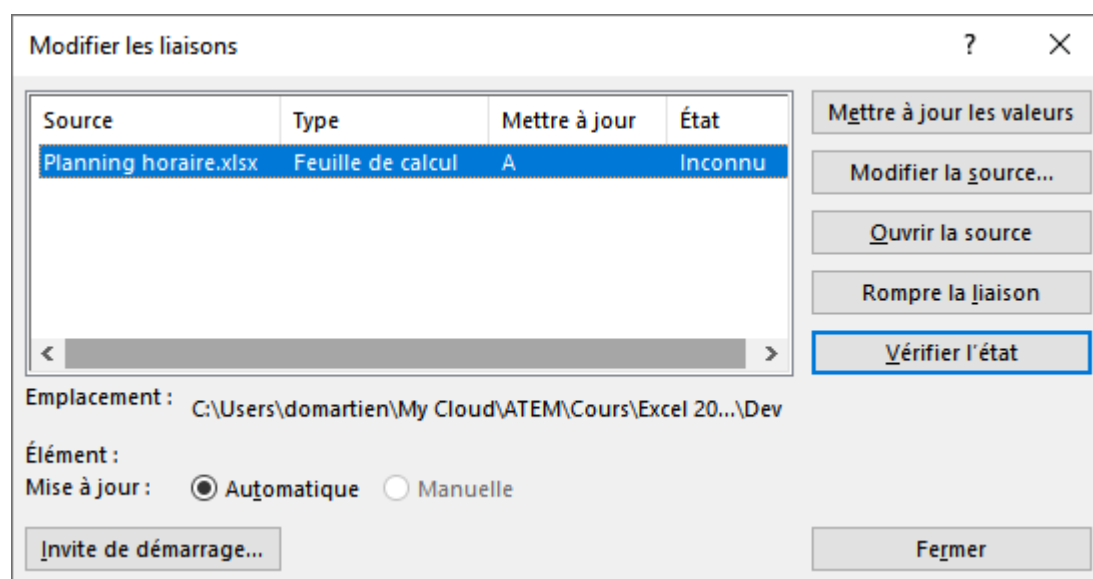 Modifier les liaisons
Source Type Mettre à jour État
Planning horaire.xlsx Feuille de calcul A Inconnu
Mettre à jour les valeurs
Modifier la source...
Ouvrir la source
Rompre la liaison
Vérifier l'état
Emplacement : C:\Users\domartien\My Cloud\ATEM\Cours\Excel 20...\Dev
Élément :
Mise à jour : Automatique Manuelle
Invite de démarrage... Fermer